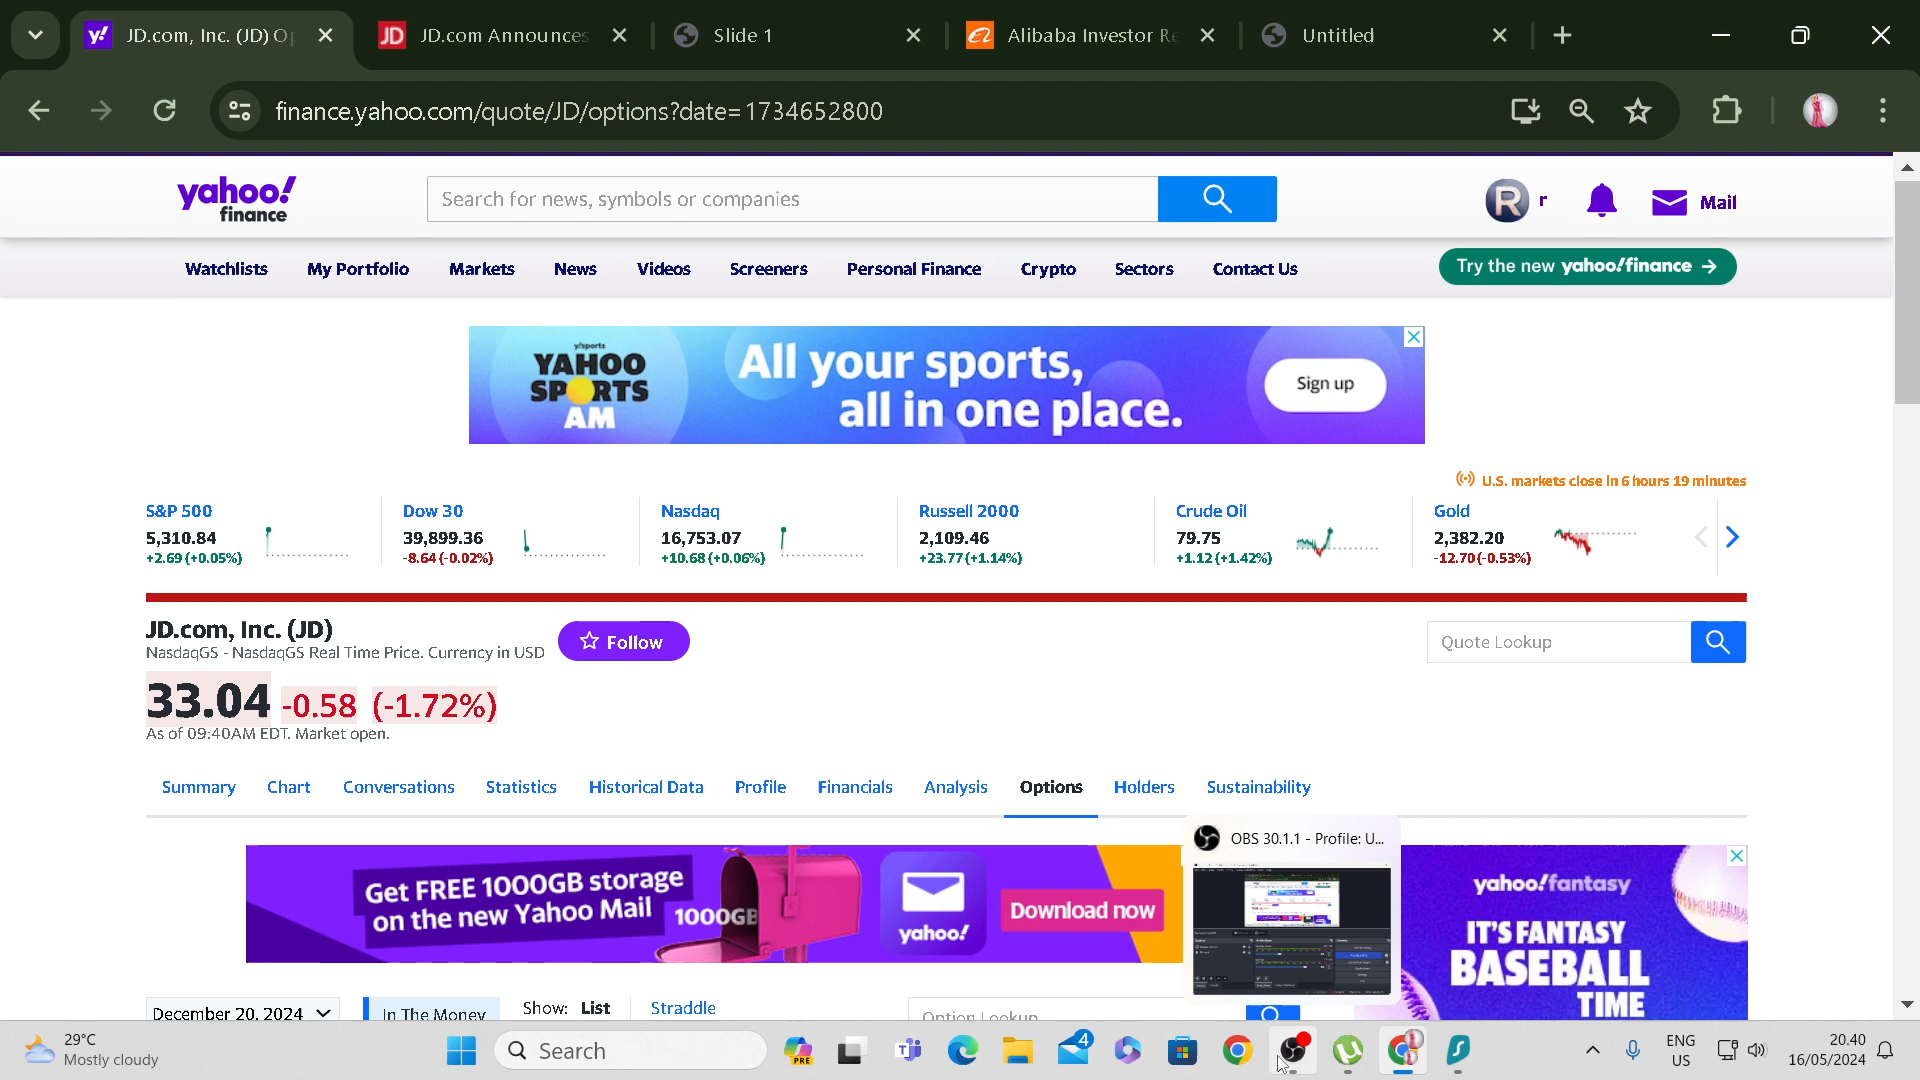 JD.com, Inc. (JD) O
JD.com Announces
Slide 1
Alibaba Investor Re
Untitled
finance.yahoo.com/quote/JD/options?date=1734652800
yahoo!
finance
Search for news, symbols or companies
R r
Mail
Watchlists My Portfolio Markets News Videos Screeners Personal Finance Crypto Sectors Contact Us
Try the new yahoo!finance →
y!sports
YAHOO
SPORTS
AM
All your sports,
all in one place.
Sign up
U.S. markets close in 6 hours 19 minutes
S&P 500 Dow 30 Nasdaq Russell 2000 Crude Oil Gold
5,310.84 39,899.36 16,753.07 2,109.46 79.75 2,382.20
+2.69 (+0.05%) -8.64 (-0.02%) +10.68 (+0.06%) +23.77 (+1.14%) +1.12 (+1.42%) -12.70 (-0.53%)
JD.com, Inc. (JD)
NasdaqGS - NasdaqGS Real Time Price. Currency in USD
Follow
Quote Lookup
33.04 -0.58 (-1.72%)
As of 09:40AM EDT. Market open.
Summary Chart Conversations Statistics Historical Data Profile Financials Analysis Options Holders Sustainability
OBS 30.1.1 - Profile: U...
Get FREE 1000GB storage
on the new Yahoo Mail
1000GB
yahoo!
Download now
yahoo!fantasy
IT'S FANTASY
BASEBALL
TIME
December 20, 2024
In The Money
Show: List Straddle
Option Lookup
29°C
Mostly cloudy
Search
PRE
4
ENG
US
20.40
16/05/2024